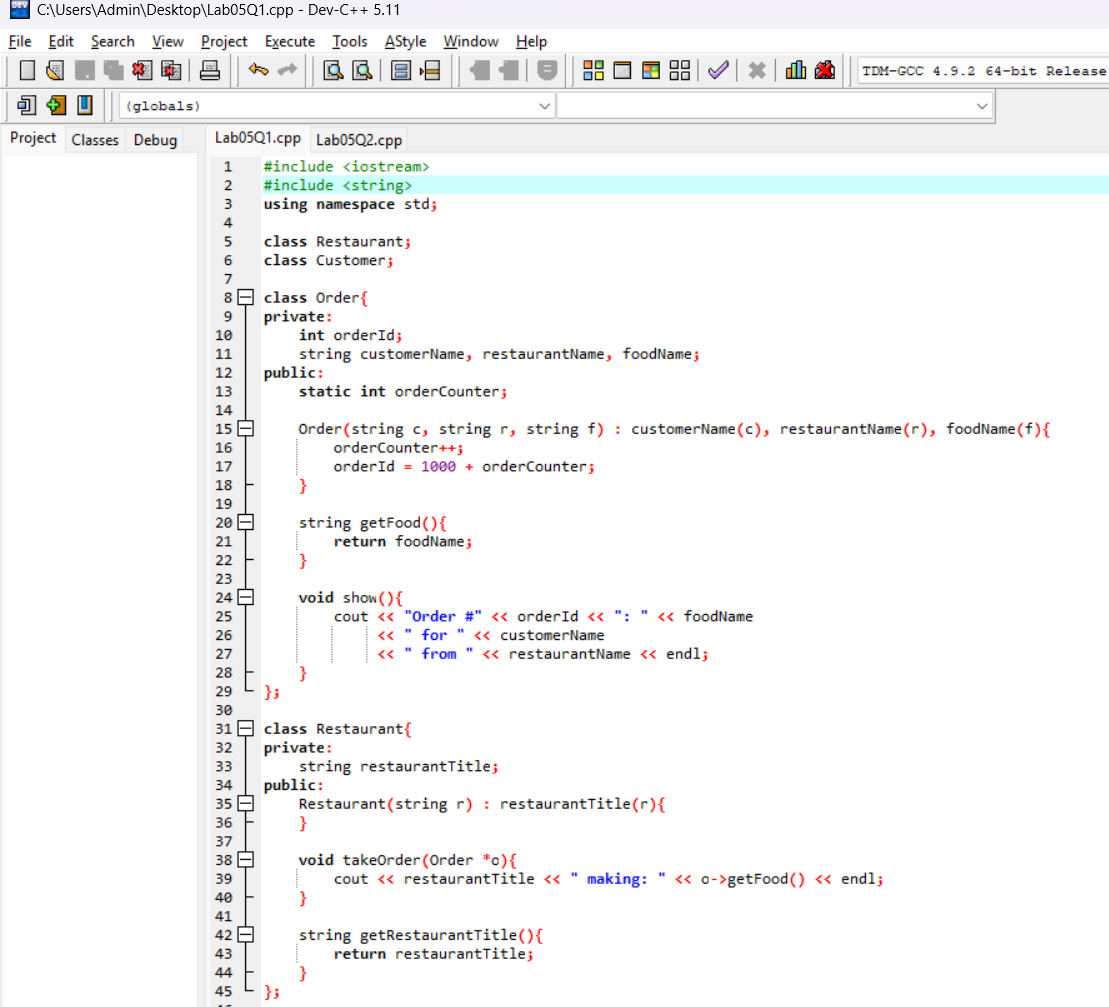 C:\Users\Admin\Desktop\Lab05Q1.cpp - Dev-C++ 5.11
File Edit Search View Project Execute Tools AStyle Window Help
TDM-GCC 4.9.2 64-bit Release
(globals)
Project Classes Debug Lab05Q1.cpp Lab05Q2.cpp
1 #include <iostream>
2 #include <string>
3 using namespace std;
4
5 class Restaurant;
6 class Customer;
7
8 class Order{
9 private:
10     int orderId;
11     string customerName, restaurantName, foodName;
12 public:
13     static int orderCounter;
14
15     Order(string c, string r, string f) : customerName(c), restaurantName(r), foodName(f){
16         orderCounter++;
17         orderId = 1000 + orderCounter;
18     }
19
20     string getFood(){
21         return foodName;
22     }
23
24     void show(){
25         cout << "Order #" << orderId << ": " << foodName
26              << " for " << customerName
27              << " from " << restaurantName << endl;
28     }
29 };
30
31 class Restaurant{
32 private:
33     string restaurantTitle;
34 public:
35     Restaurant(string r) : restaurantTitle(r){
36     }
37
38     void takeOrder(Order *o){
39         cout << restaurantTitle << " making: " << o->getFood() << endl;
40     }
41
42     string getRestaurantTitle(){
43         return restaurantTitle;
44     }
45 };